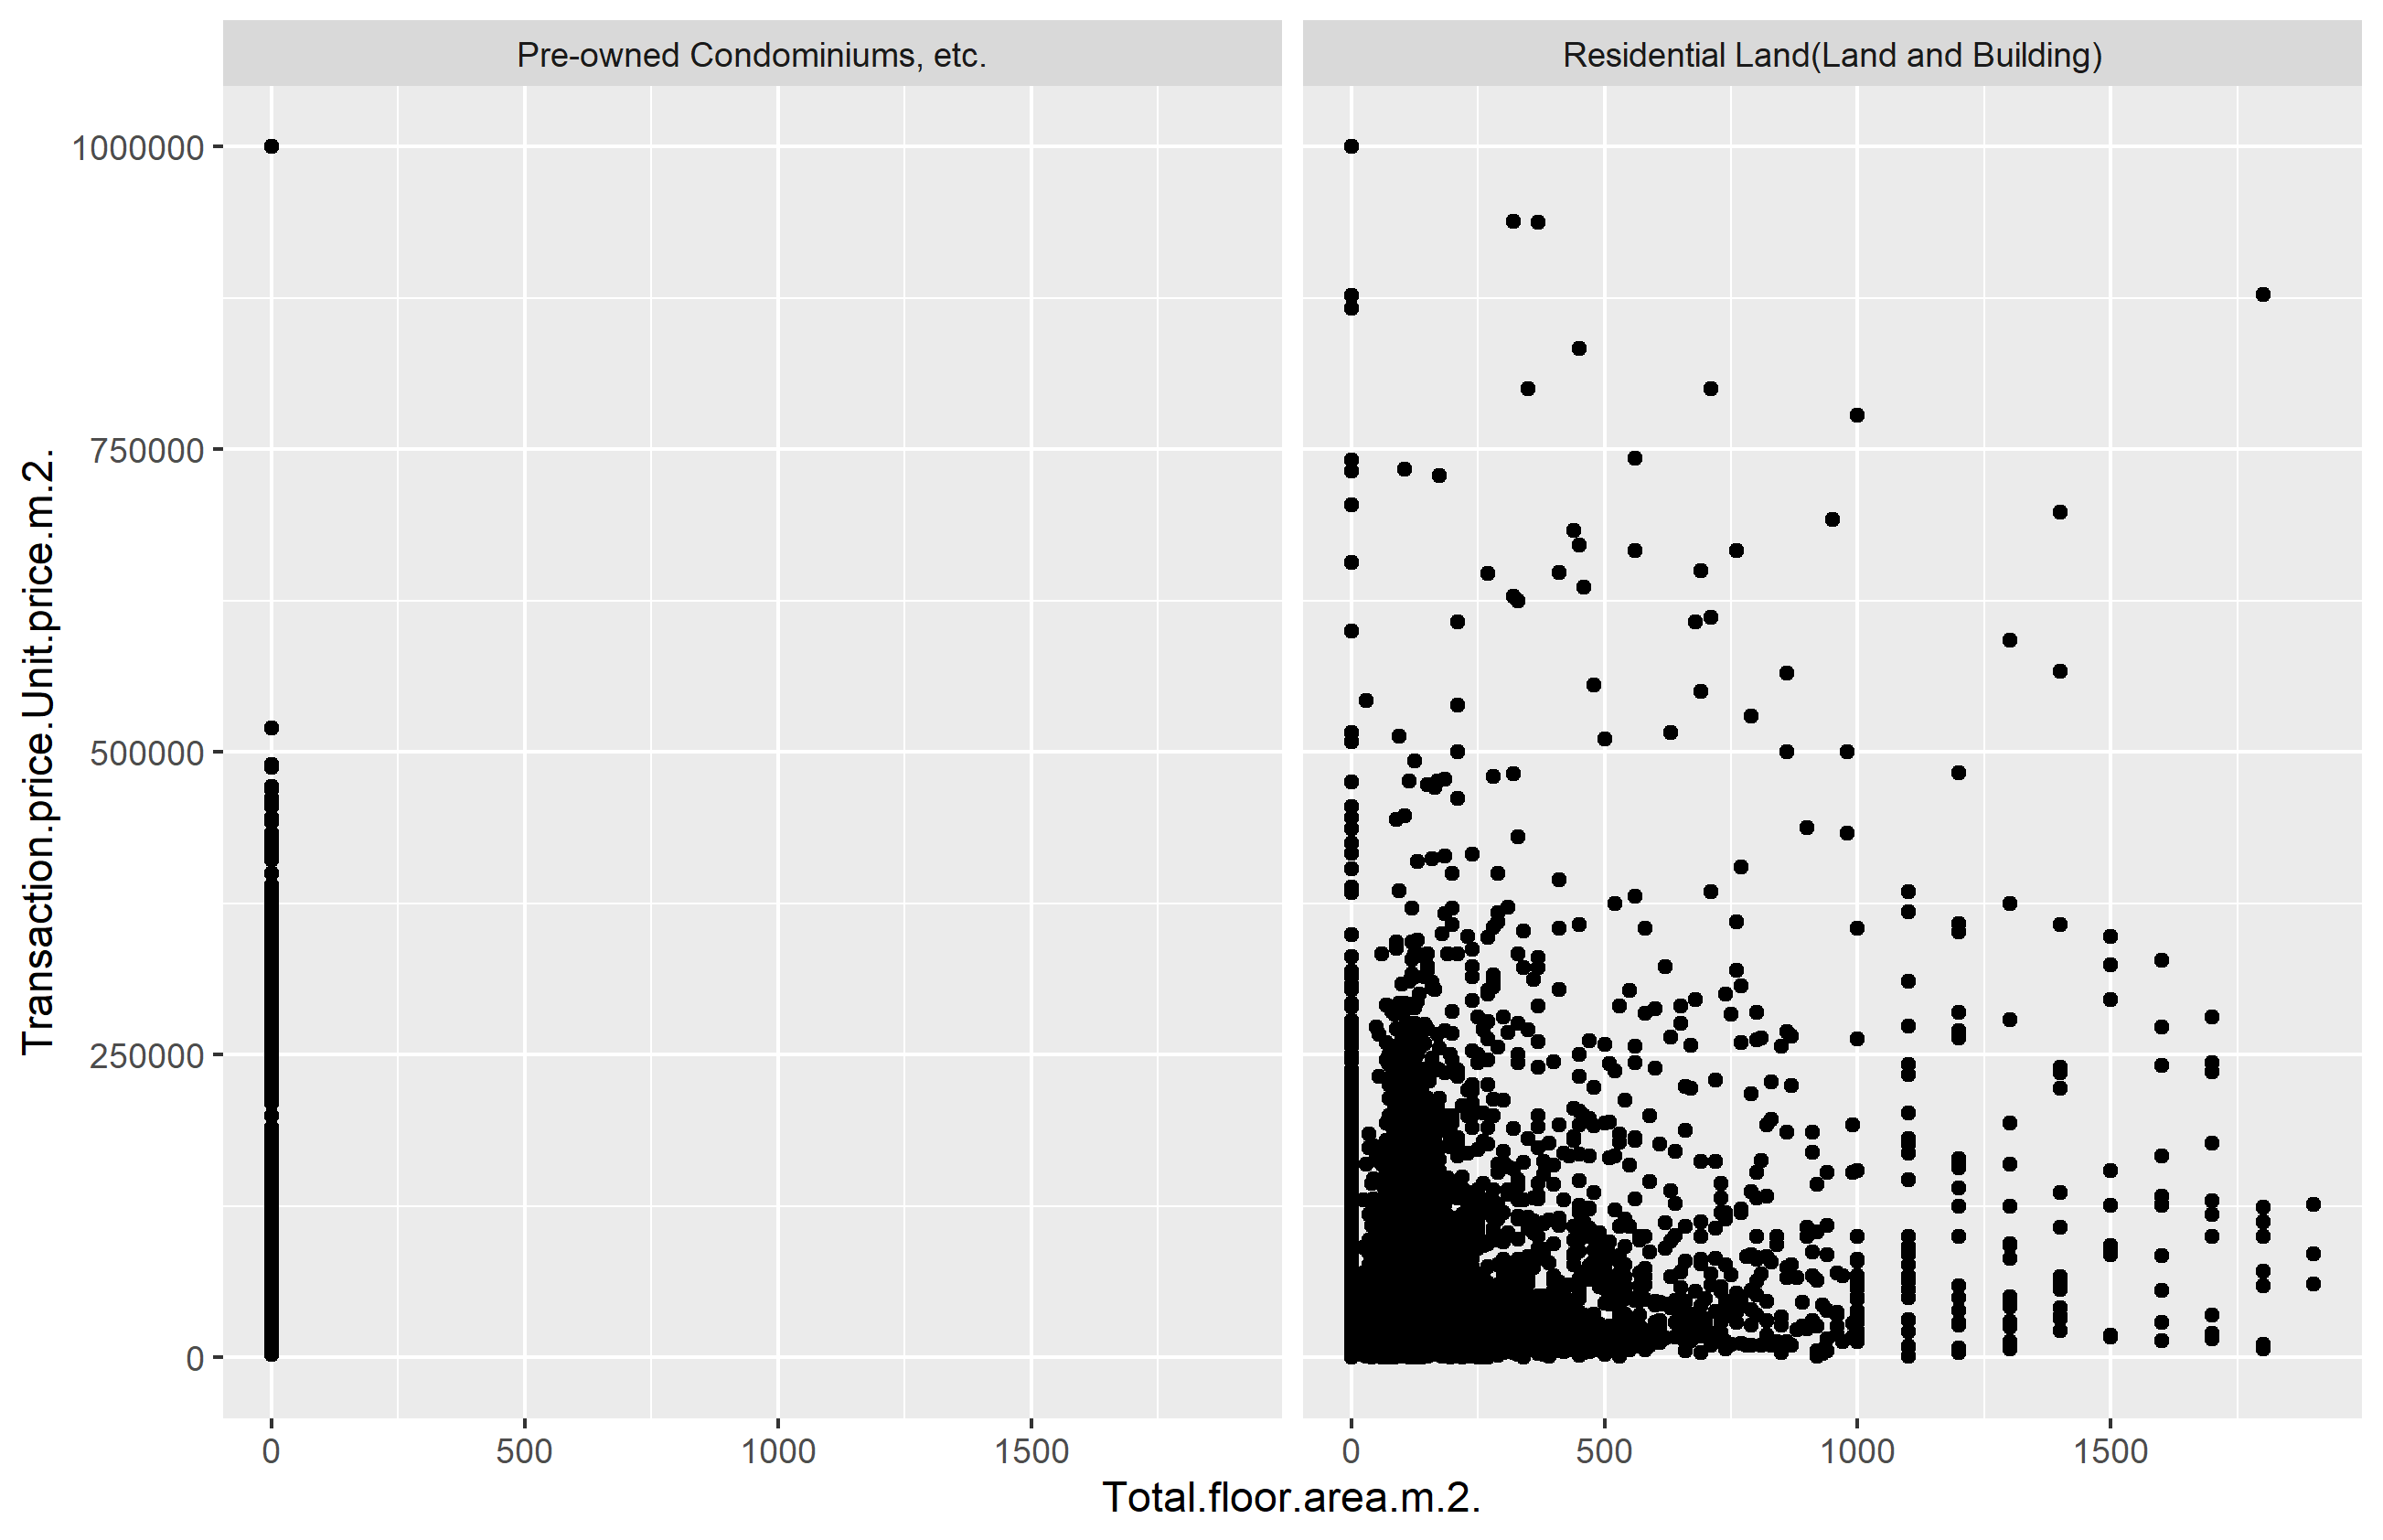 Pre-owned Condominiums, etc.
Residential Land(Land and Building)
1000000
750000
500000
250000
0
Transaction.price.Unit.price.m.2.
0 500 1000 1500
0 500 1000 1500
Total.floor.area.m.2.